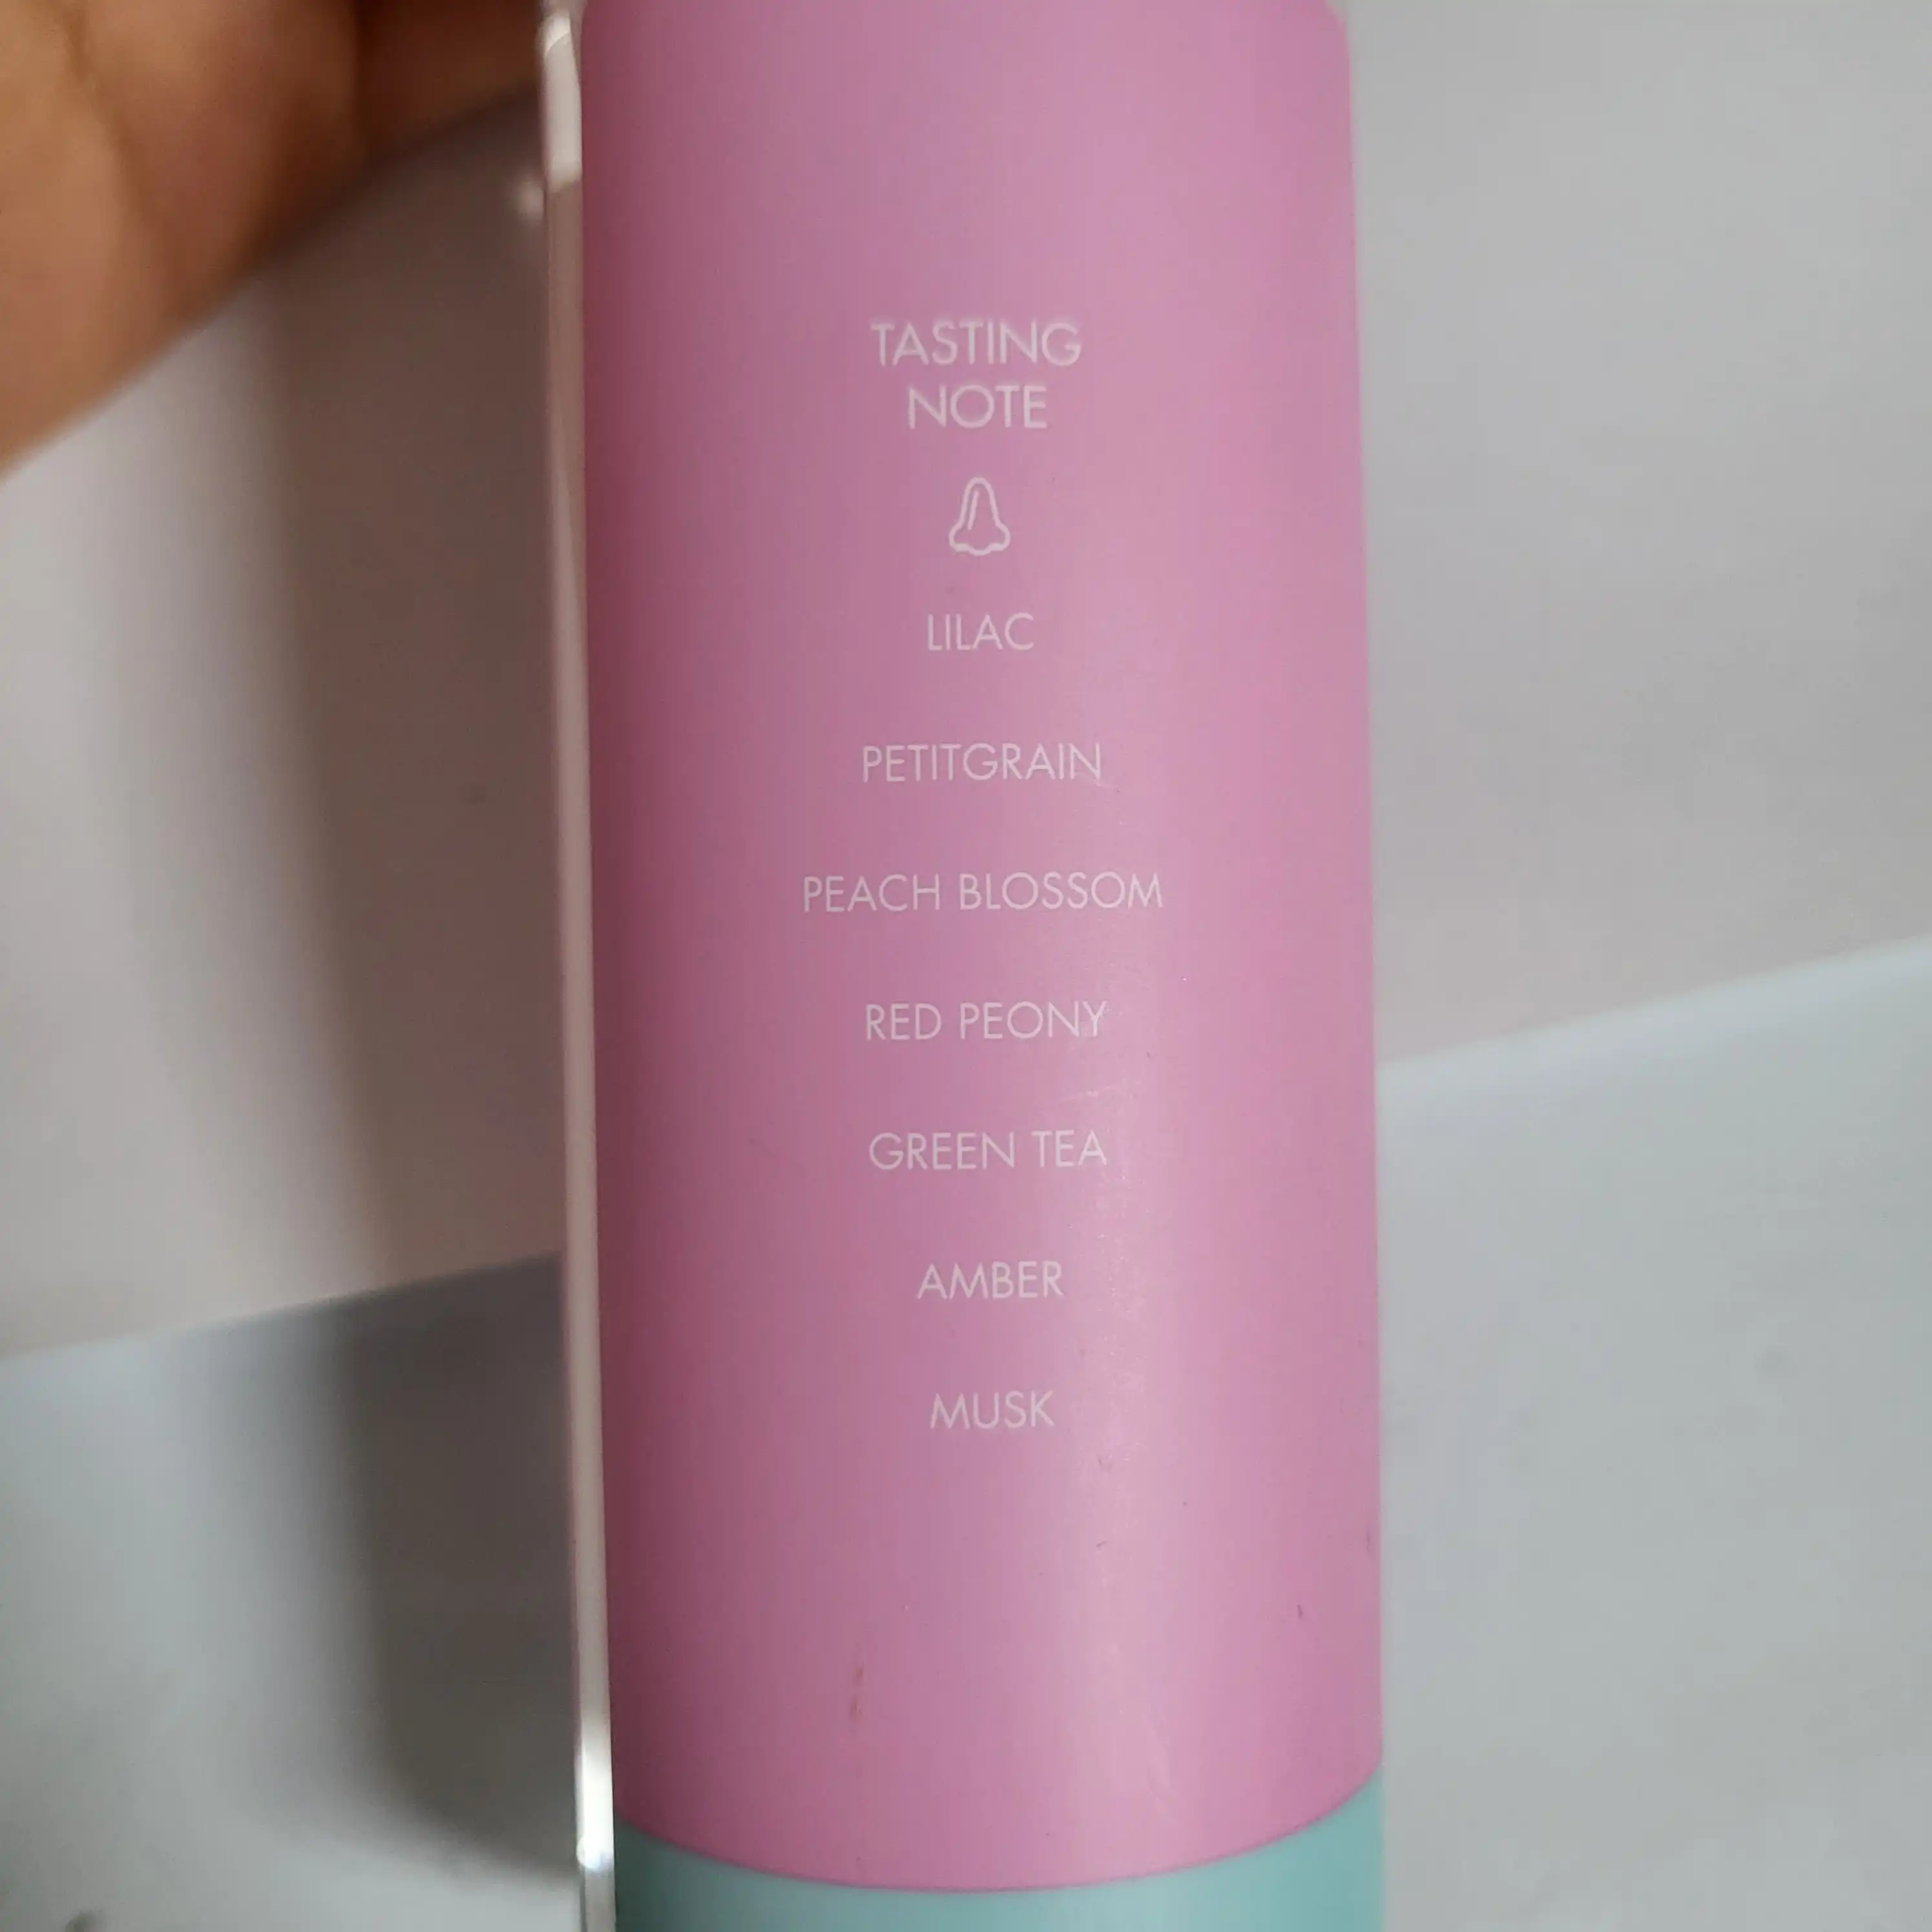 TASTING
NOTE
LILAC
PETITGRAIN
PEACH BLOSSOM
RED PEONY
GREEN TEA
AMBER
MUSK